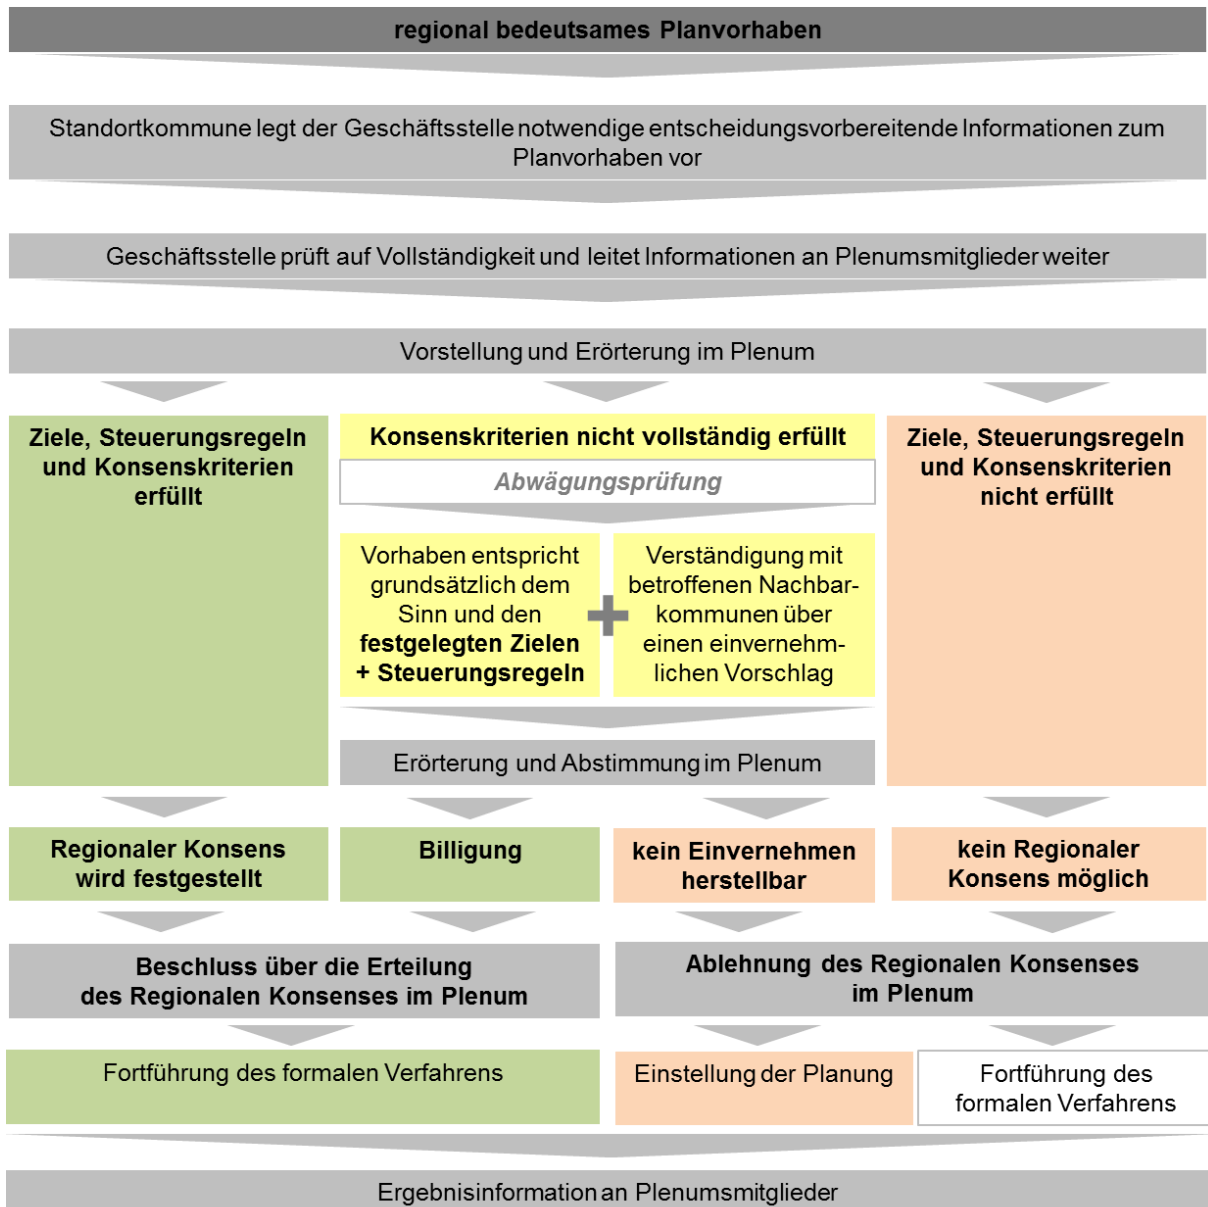 regional bedeutsames Planvorhaben
Standortkommune legt der Geschäftsstelle notwendige entscheidungsvorbereitende Informationen zum
Planvorhaben vor
Geschäftsstelle prüft auf Vollständigkeit und leitet Informationen an Plenumsmitglieder weiter
Vorstellung und Erörterung im Plenum
Ziele, Steuerungsregeln
und Konsenskriterien
erfüllt
Konsenskriterien nicht vollständig erfüllt
Abwägungsprüfung
Vorhaben entspricht
grundsätzlich dem
Sinn und den
festgelegten Zielen
+ Steuerungsregeln
+
Verständigung mit
betroffenen Nachbar-
kommunen über
einen einvernehm-
lichen Vorschlag
Erörterung und Abstimmung im Plenum
Ziele, Steuerungsregeln
und Konsenskriterien
nicht erfüllt
Regionaler Konsens
wird festgestellt
Billigung
kein Einvernehmen
herstellbar
kein Regionaler
Konsens möglich
Beschluss über die Erteilung
des Regionalen Konsenses im Plenum
Ablehnung des Regionalen Konsenses
im Plenum
Fortführung des formalen Verfahrens
Einstellung der Planung
Fortführung des
formalen Verfahrens
Ergebnisinformation an Plenumsmitglieder